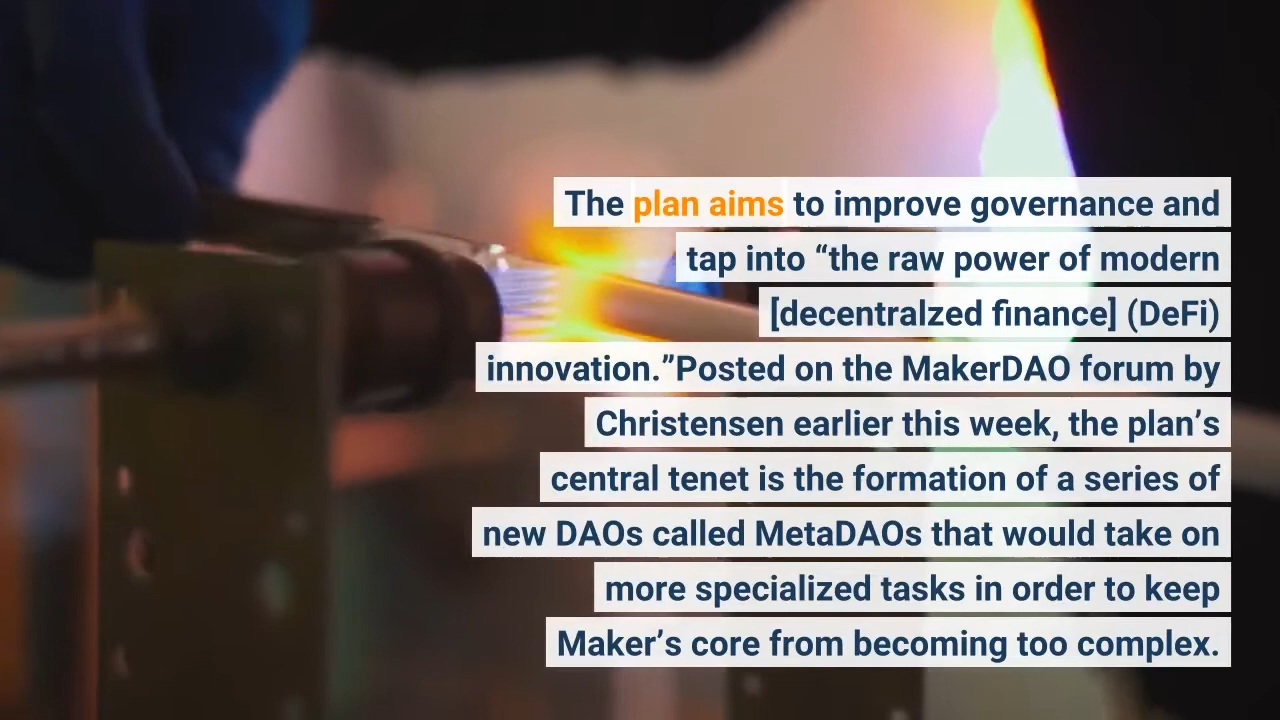 The plan aims to improve governance and
tap into “the raw power of modern
[decentralzed finance] (DeFi)
innovation.”Posted on the MakerDAO forum by
Christensen earlier this week, the plan’s
central tenet is the formation of a series of
new DAOs called MetaDAOs that would take on
more specialized tasks in order to keep
Maker’s core from becoming too complex.